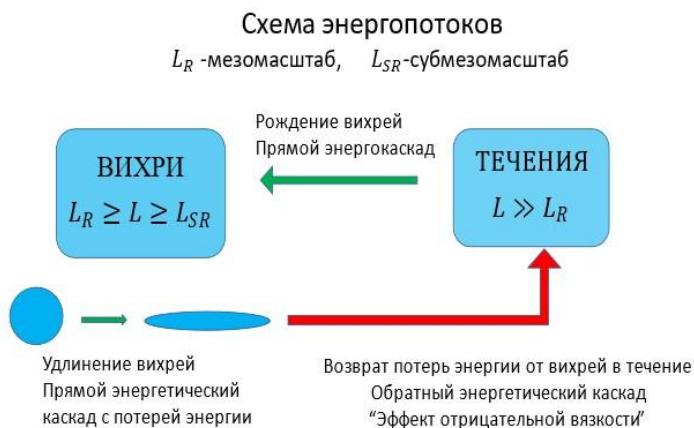 Схема энергопотоков
L_R -мезомасштаб, L_SR-субмезомасштаб
Рождение вихрей
Прямой энергокаскад
ВИХРИ
L_R ≥ L ≥ L_SR
ТЕЧЕНИЯ
L ≫ L_R
Удлинение вихрей
Прямой энергетический
каскад с потерей энергии
Возврат потерь энергии от вихрей в течение
Обратный энергетический каскад
“Эффект отрицательной вязкости”